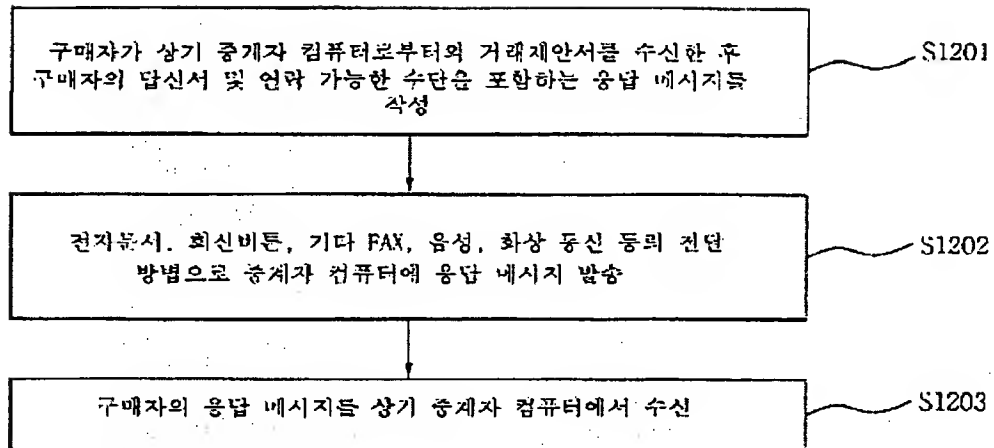 구매자가 상기 중계자 컴퓨터로부터의 거래제안서를 수신한 후
구매자의 답신서 및 연락 가능한 수단을 포함하는 응답 메시지를
작성
S1201
전자문서, 회신버튼, 기타 FAX, 음성, 화상 통신 등의 전달
방법으로 중계자 컴퓨터에 응답 메시지 발송
S1202
구매자의 응답 메시지를 상기 중계자 컴퓨터에서 수신
S1203